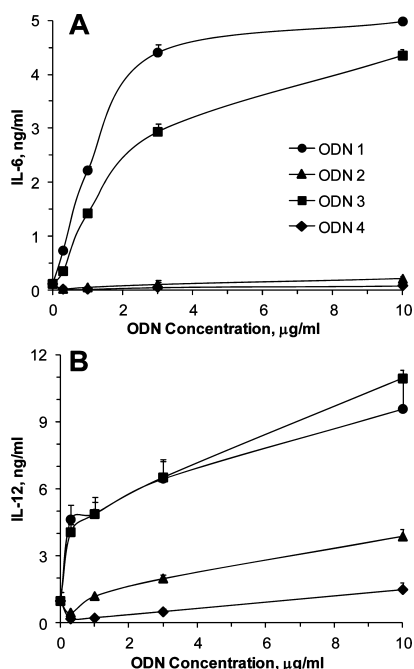 A
5
4
3
2
1
0
IL-6, ng/ml
ODN 1
ODN 2
ODN 3
ODN 4
0 2 4 6 8 10
ODN Concentration, µg/ml
B
12
9
6
3
0
IL-12, ng/ml
0 2 4 6 8 10
ODN Concentration, µg/ml